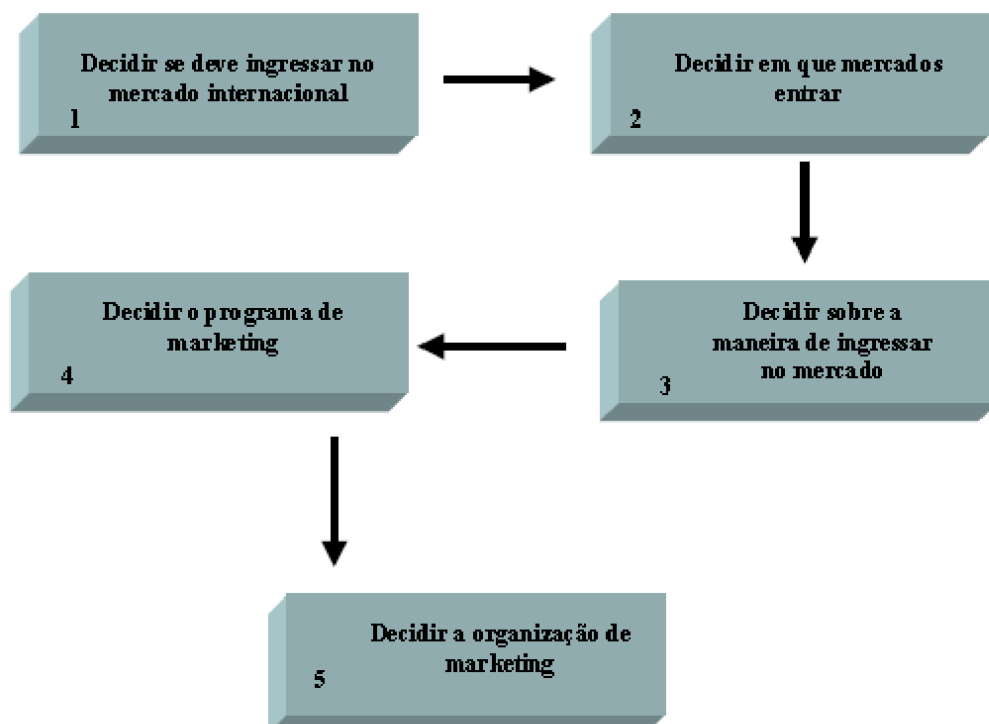 Decidir se deve ingressar no
mercado internacional
1
Decidir em que mercados
entrar
2
Decidir sobre a
maneira de ingressar
no mercado
3
Decidir o programa de
marketing
4
Decidir a organização de
marketing
5